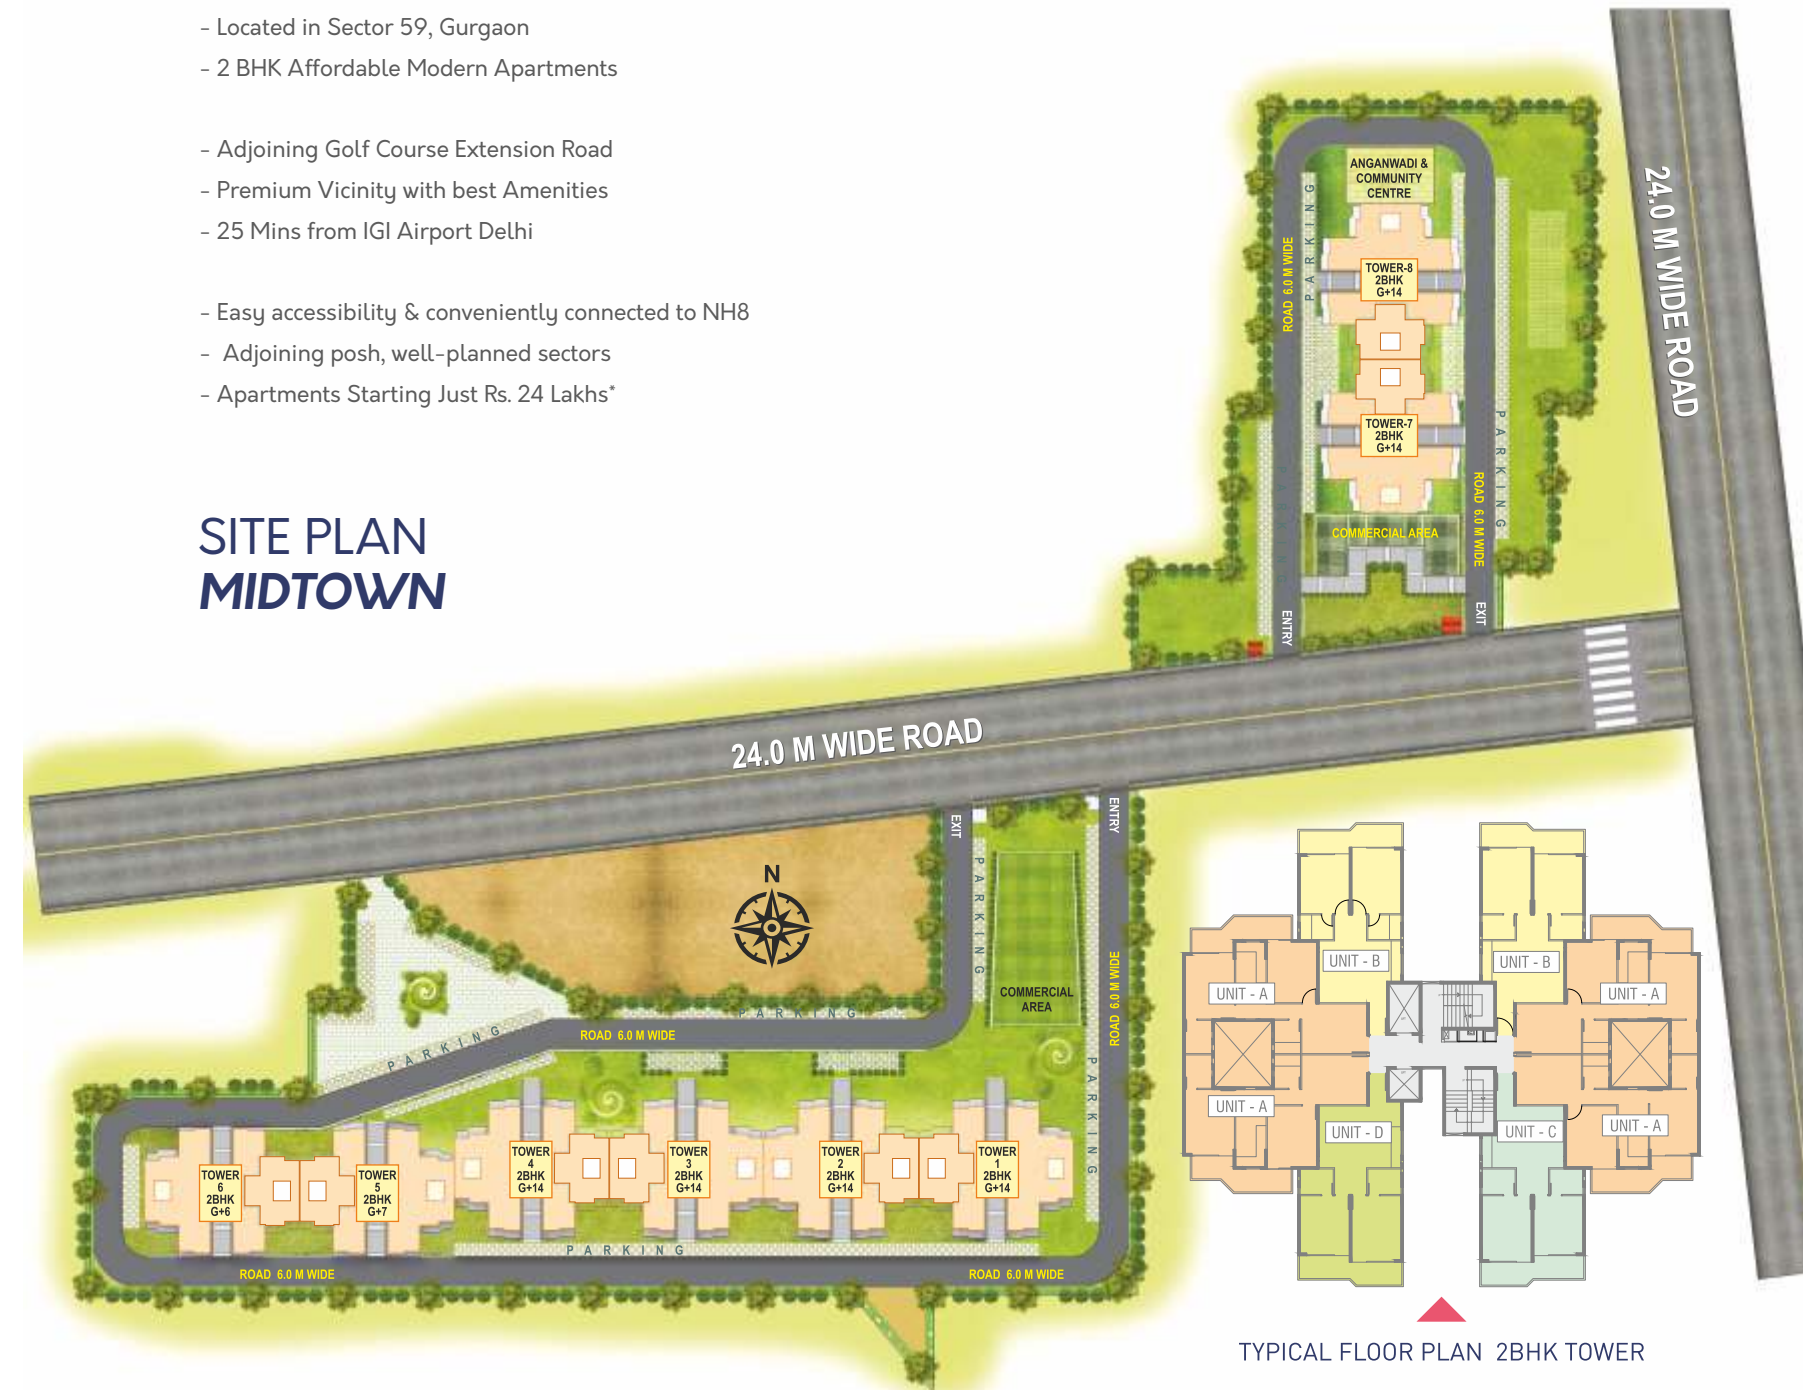 - Located in Sector 59, Gurgaon
- 2 BHK Affordable Modern Apartments
- Adjoining Golf Course Extension Road
- Premium Vicinity with best Amenities
- 25 Mins from IGI Airport Delhi
- Easy accessibility & conveniently connected to NH8
- Adjoining posh, well-planned sectors
- Apartments Starting Just Rs. 24 Lakhs*
SITE PLAN
MIDTOWN
ANGANWADI &
COMMUNITY
CENTRE
PARKING
ROAD 6.0 M WIDE
TOWER-8
2BHK
G+14
TOWER-7
2BHK
G+14
PARKING
ROAD 6.0 M WIDE
COMMERCIAL AREA
ENTRY
EXIT
24.0 M WIDE ROAD
24.0 M WIDE ROAD
EXIT
ENTRY
N
PARKING
COMMERCIAL
AREA
ROAD 6.0 M WIDE
PARKING
PARKING
ROAD 6.0 M WIDE
PARKING
TOWER
6
2BHK
G+6
TOWER
5
2BHK
G+7
TOWER
4
2BHK
G+14
TOWER
3
2BHK
G+14
TOWER
2
2BHK
G+14
TOWER
1
2BHK
G+14
PARKING
ROAD 6.0 M WIDE
ROAD 6.0 M WIDE
UNIT - B
UNIT - B
UNIT - A
UNIT - A
UNIT - A
UNIT - A
UNIT - D
UNIT - C
TYPICAL FLOOR PLAN 2BHK TOWER